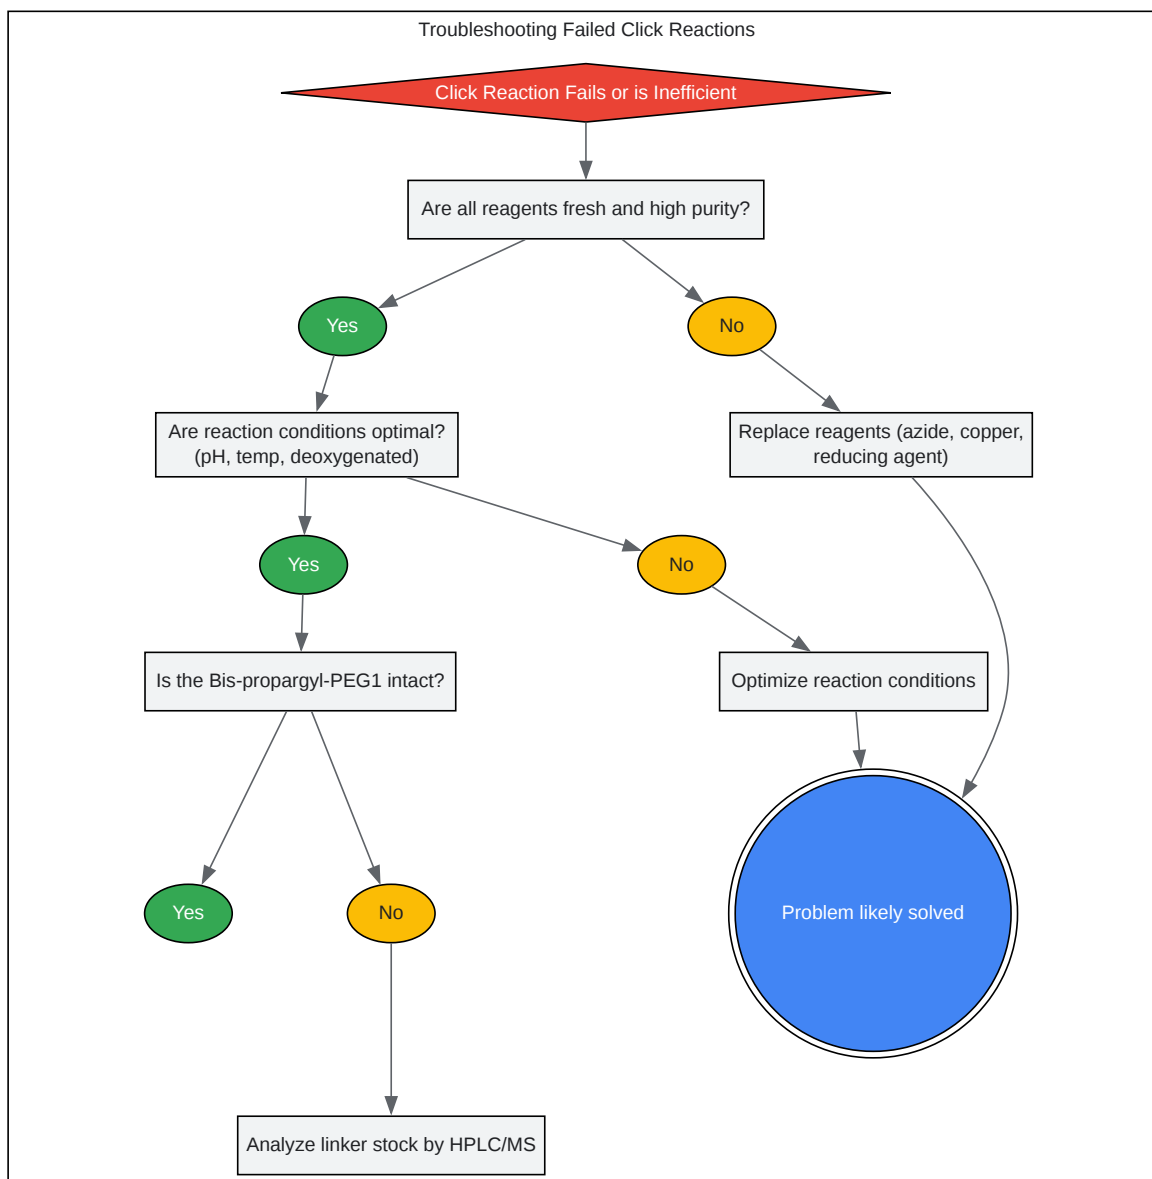 Troubleshooting Failed Click Reactions
Click Reaction Fails or is Inefficient
Are all reagents fresh and high purity?
Yes
No
Are reaction conditions optimal?
(pH, temp, deoxygenated)
Replace reagents (azide, copper,
reducing agent)
Yes
No
Is the Bis-propargyl-PEG1 intact?
Optimize reaction conditions
Yes
No
Problem likely solved
Analyze linker stock by HPLC/MS